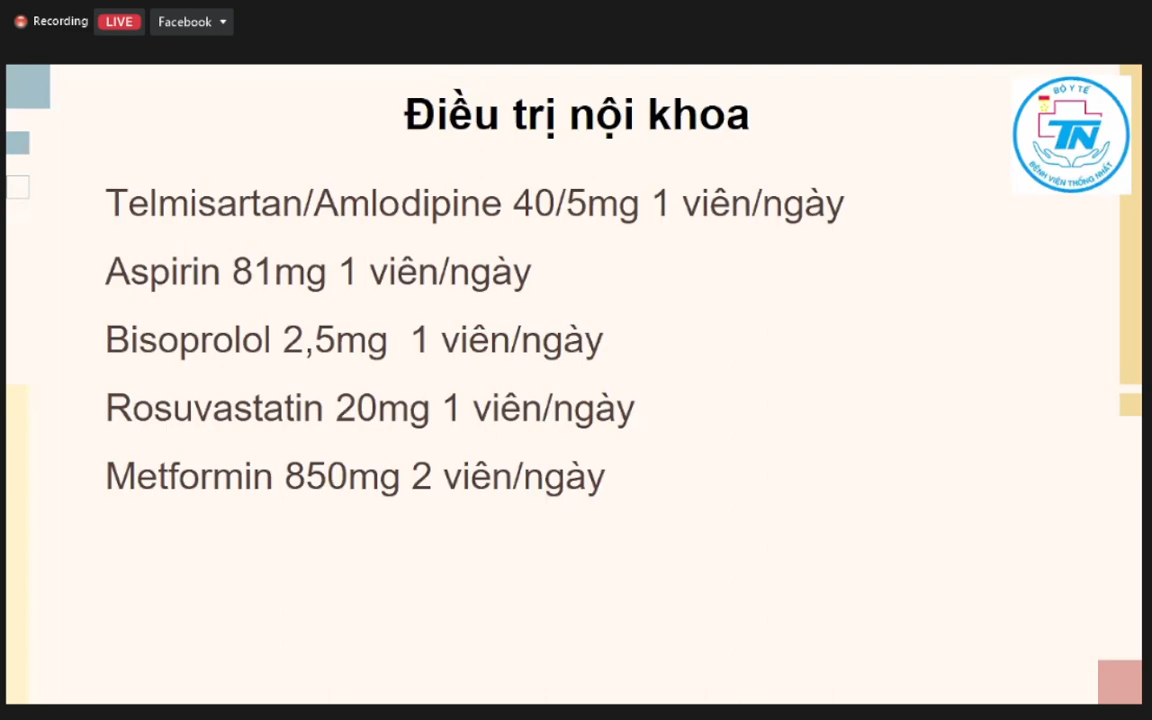 Recording LIVE Facebook
Điều trị nội khoa
BỘ Y TẾ
TN
BỆNH VIỆN THỐNG NHẤT
Telmisartan/Amlodipine 40/5mg 1 viên/ngày
Aspirin 81mg 1 viên/ngày
Bisoprolol 2,5mg  1 viên/ngày
Rosuvastatin 20mg 1 viên/ngày
Metformin 850mg 2 viên/ngày